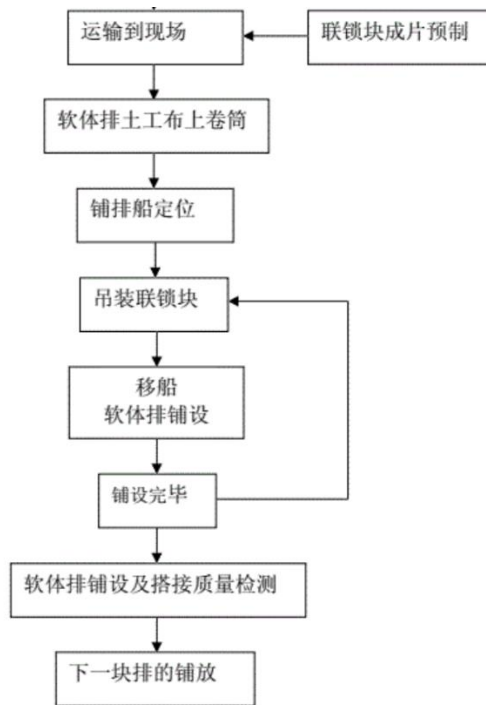 运输到现场
联锁块成片预制
软体排土工布上卷筒
铺排船定位
吊装联锁块
移船
软体排铺设
铺设完毕
软体排铺设及搭接质量检测
下一块排的铺放